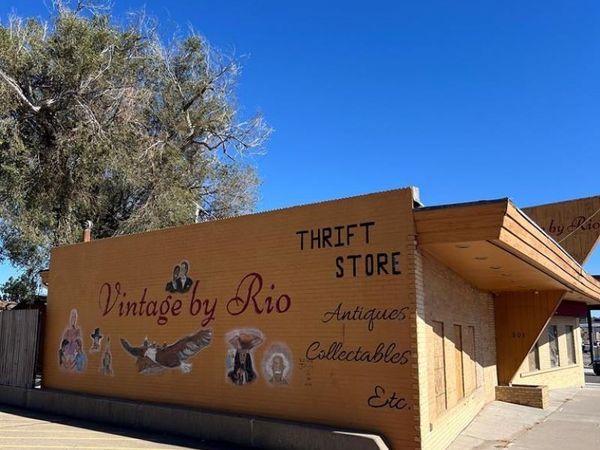 Vintage by Rio
THRIFT
STORE
Antiques
Collectables
Etc.
by Rio